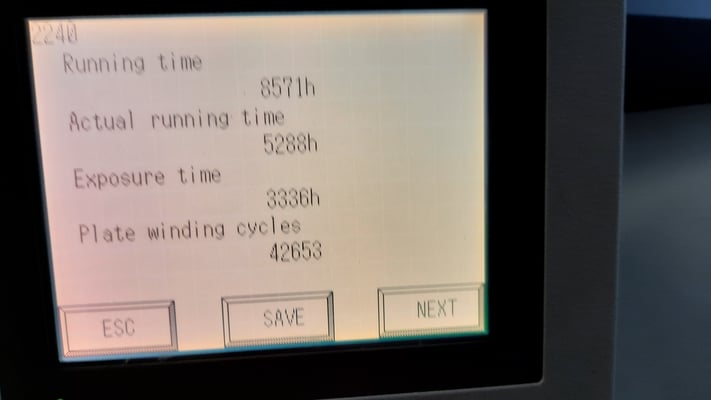 2240
Running time
8571h
Actual running time
5288h
Exposure time
3336h
Plate winding cycles
42653
ESC
SAVE
NEXT